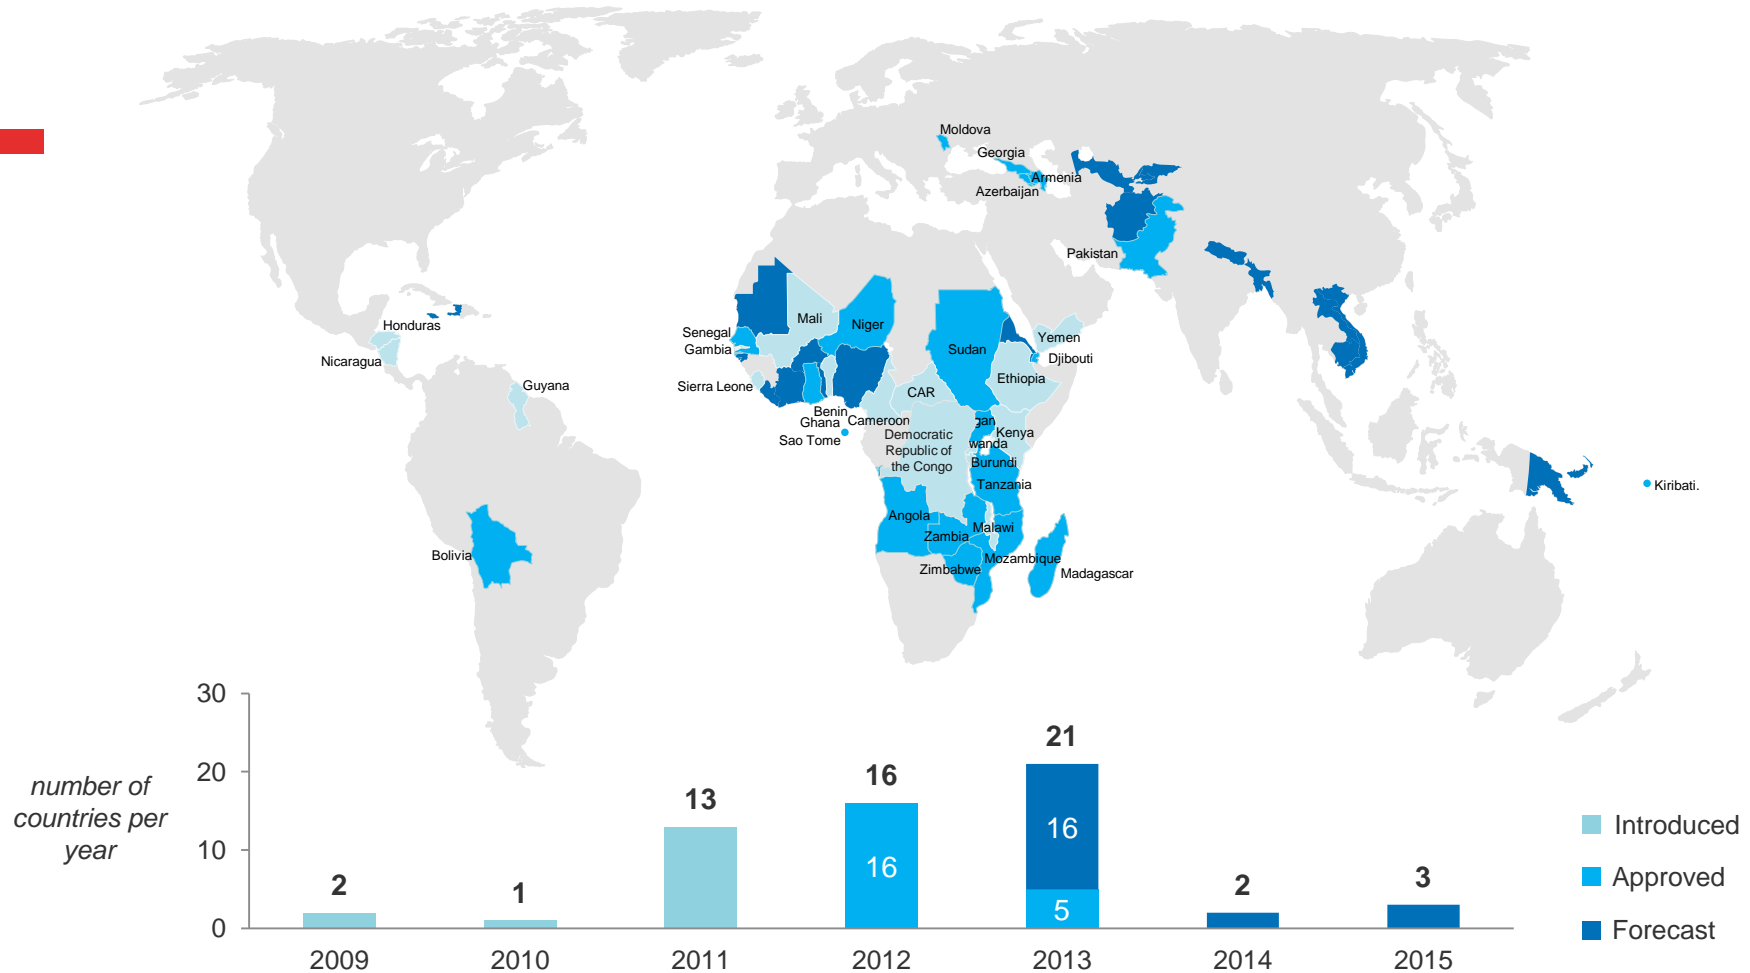 Moldova
Georgia
Armenia
Azerbaijan
Pakistan
Honduras
Nicaragua
Guyana
Bolivia
Senegal
Gambia
Sierra Leone
Mali
Niger
Sudan
Yemen
Djibouti
Ethiopia
CAR
Benin
Ghana
Cameroon
Sao Tome
Democratic
Republic of
the Congo
gan
Kenya
wanda
Burundi
Tanzania
Angola
Malawi
Zambia
Mozambique
Zimbabwe
Madagascar
Kiribati.
number of
countries per
year
30
20
10
0
2
1
13
16
16
21
16
5
2
3
2009
2010
2011
2012
2013
2014
2015
Introduced
Approved
Forecast